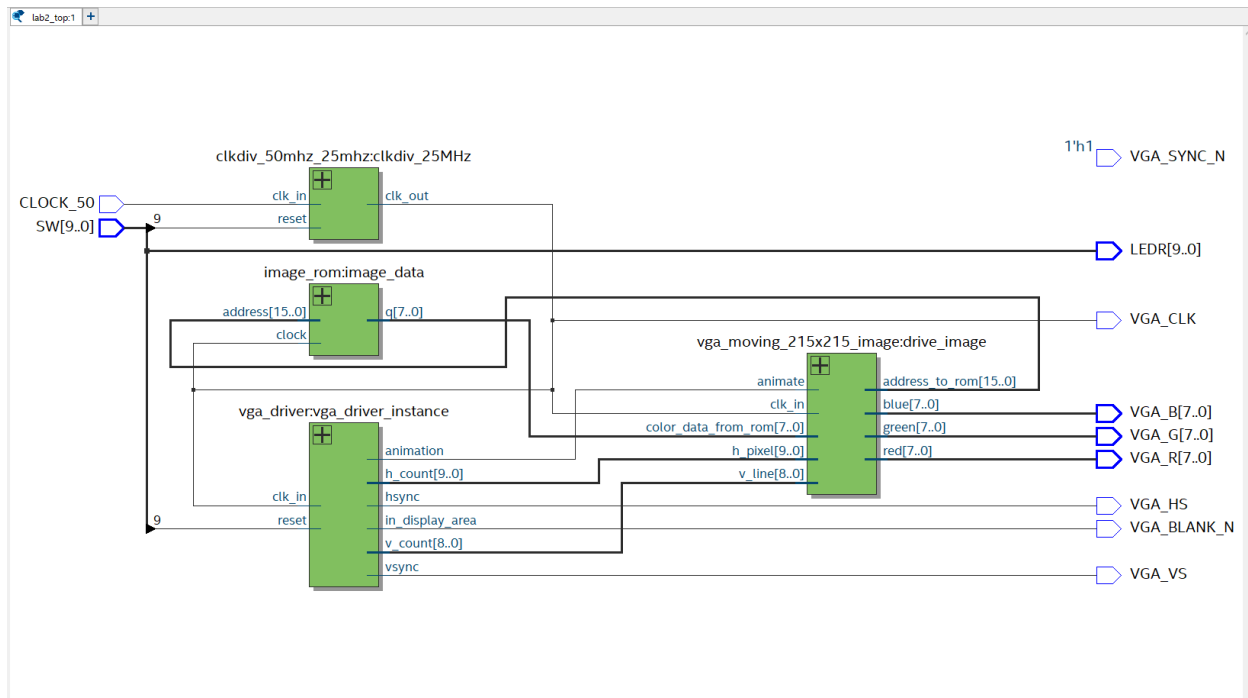 lab2_top:1
+
clkdiv_50mhz_25mhz:clkdiv_25MHz
1'h1
VGA_SYNC_N
CLOCK_50
clk_in
clk_out
SW[9..0]
9
reset
LEDR[9..0]
image_rom:image_data
address[15..0]
q[7..0]
clock
VGA_CLK
vga_moving_215x215_image:drive_image
animate
address_to_rom[15..0]
clk_in
blue[7..0]
VGA_B[7..0]
color_data_from_rom[7..0]
green[7..0]
VGA_G[7..0]
h_pixel[9..0]
red[7..0]
VGA_R[7..0]
v_line[8..0]
vga_driver:vga_driver_instance
animation
h_count[9..0]
clk_in
hsync
VGA_HS
9
reset
in_display_area
VGA_BLANK_N
v_count[8..0]
vsync
VGA_VS